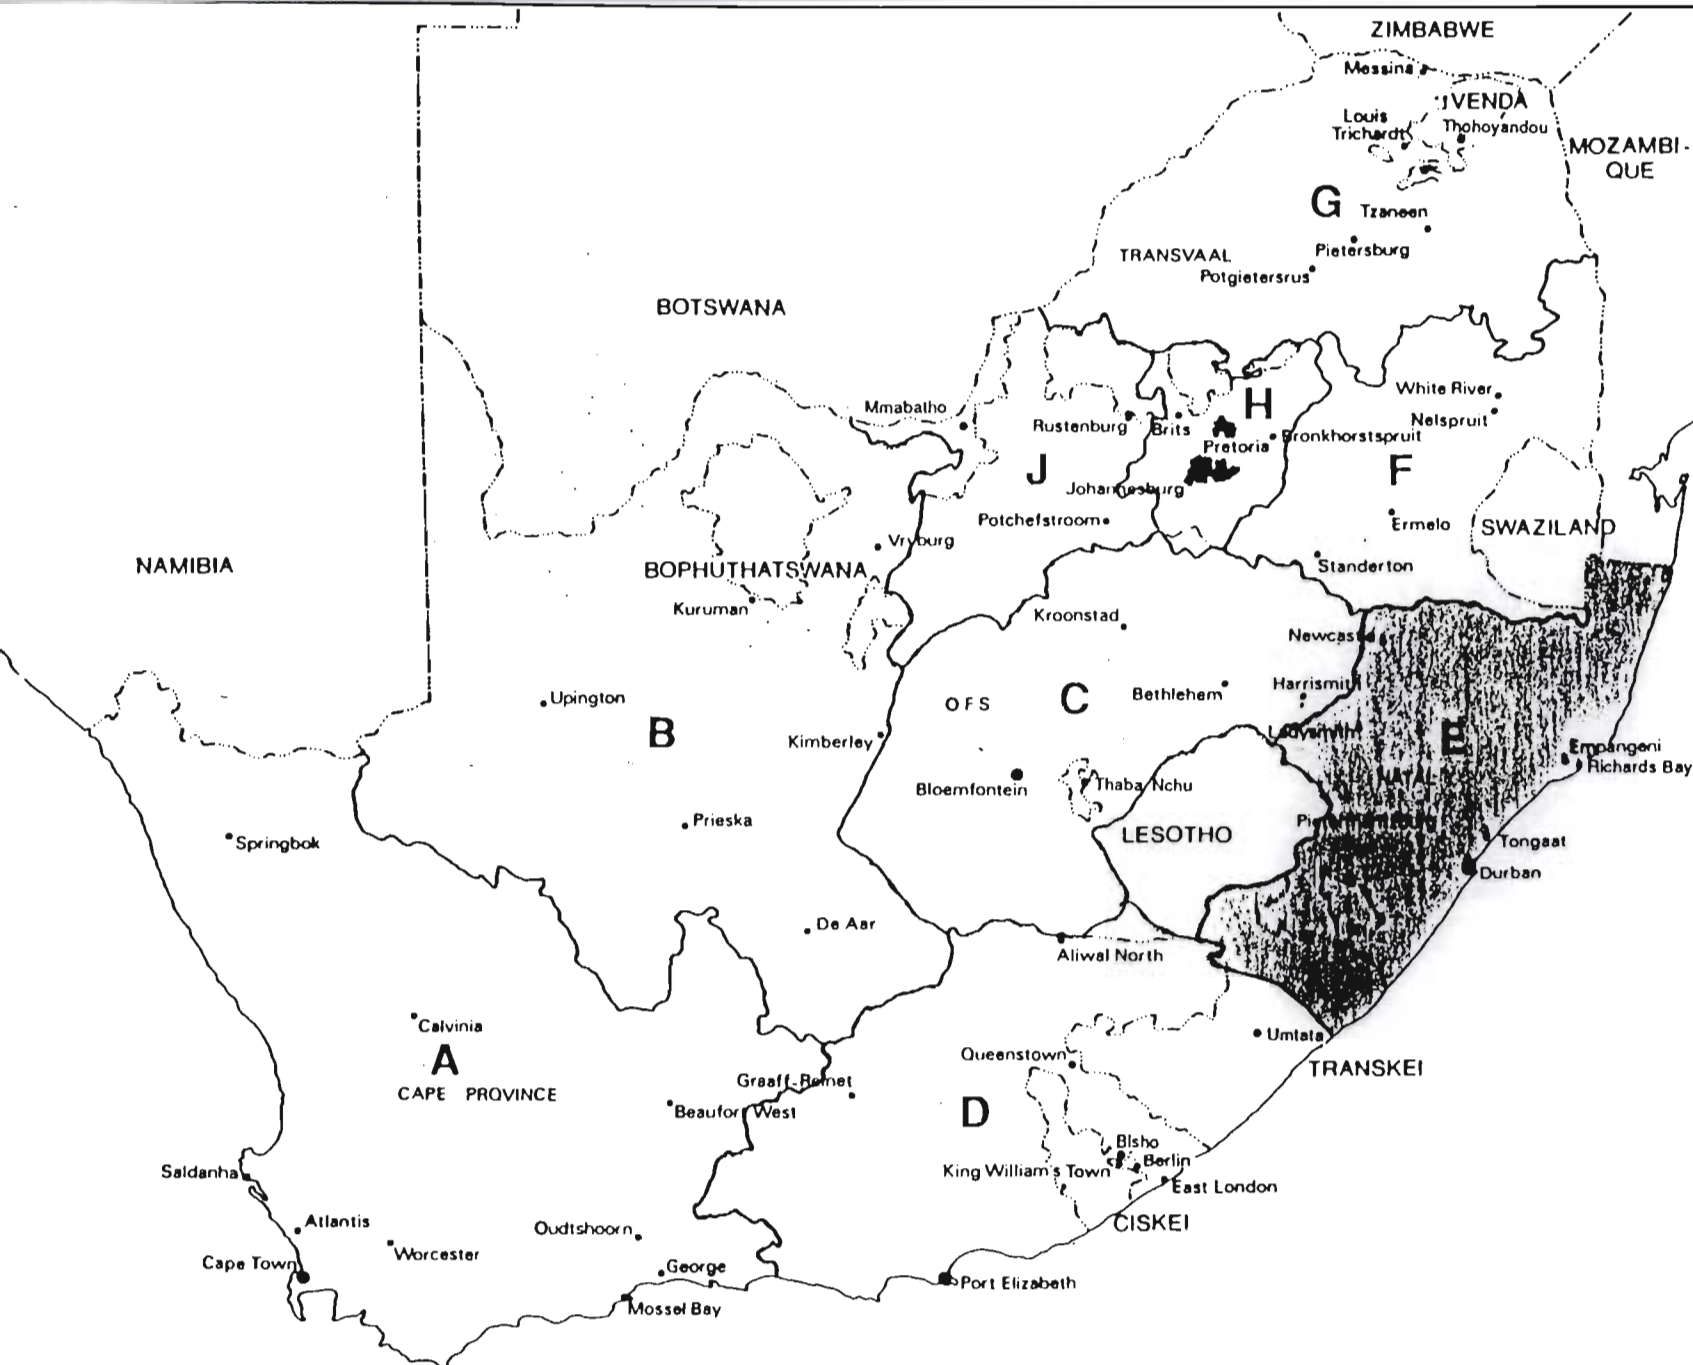 ZIMBABWE
Messina
VENDA
Louis
Trichardt
Thohoyandou
MOZAMBI-
QUE
G
Tzaneen
Pietersburg
TRANSVAAL
Potgietersrus
BOTSWANA
White River
Mmabatho
H
Nelspruit
Rustenburg
Brits
Bronkhorstspruit
Pretoria
J
F
Johannesburg
Potchefstroom
Ermelo
SWAZILAND
Vryburg
NAMIBIA
BOPHUTHATSWANA
Standerton
Kuruman
Kroonstad
Harrismith
Bethlehem
Upington
OFS
C
B
Ladysmith
E
Kimberley
Empangeni
Richards Bay
NATAL
Bloemfontein
Thaba Nchu
Prieska
LESOTHO
Springbok
Tongaat
Durban
De Aar
Aliwal North
Calvinia
Umtata
A
Queenstown
TRANSKEI
CAPE PROVINCE
Graaff-Reinet
Beaufort West
D
Bisho
Berlin
Saldanha
King William's Town
East London
Atlantis
CISKEI
Oudtshoorn
Worcester
Cape Town
George
Port Elizabeth
Mossel Bay